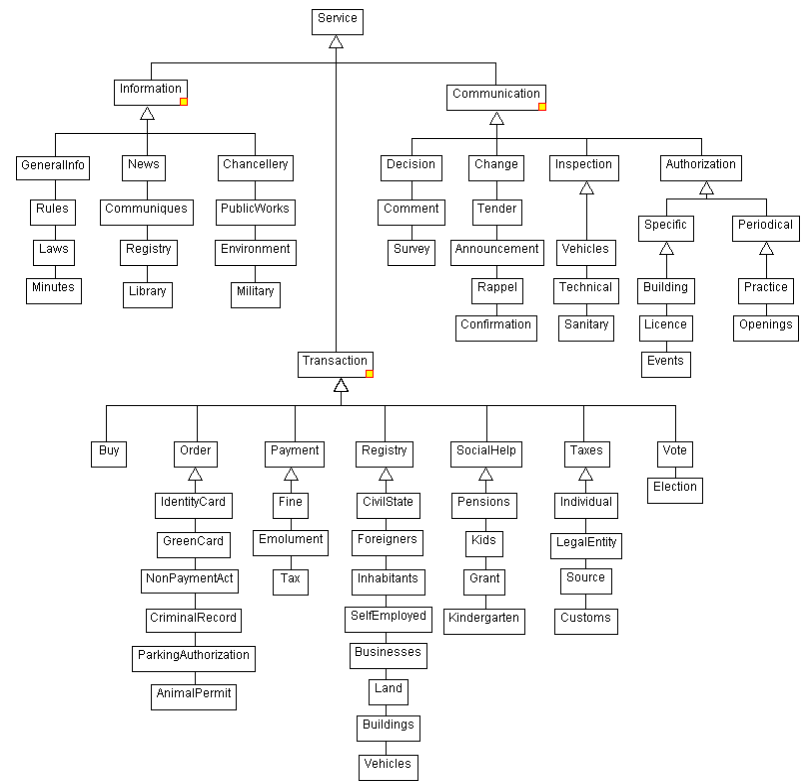 Service
Information
Communication
GeneralInfo
News
Chancellery
Decision
Change
Inspection
Authorization
Rules
Communiques
PublicWorks
Comment
Tender
Specific
Periodical
Laws
Registry
Environment
Survey
Announcement
Vehicles
Minutes
Library
Military
Rappel
Technical
Building
Practice
Confirmation
Sanitary
Licence
Openings
Events
Transaction
Buy
Order
Payment
Registry
SocialHelp
Taxes
Vote
IdentityCard
Fine
CivilState
Pensions
Individual
Election
GreenCard
Emolument
Foreigners
Kids
LegalEntity
NonPaymentAct
Tax
Inhabitants
Grant
Source
CriminalRecord
SelfEmployed
Kindergarten
Customs
ParkingAuthorization
Businesses
AnimalPermit
Land
Buildings
Vehicles